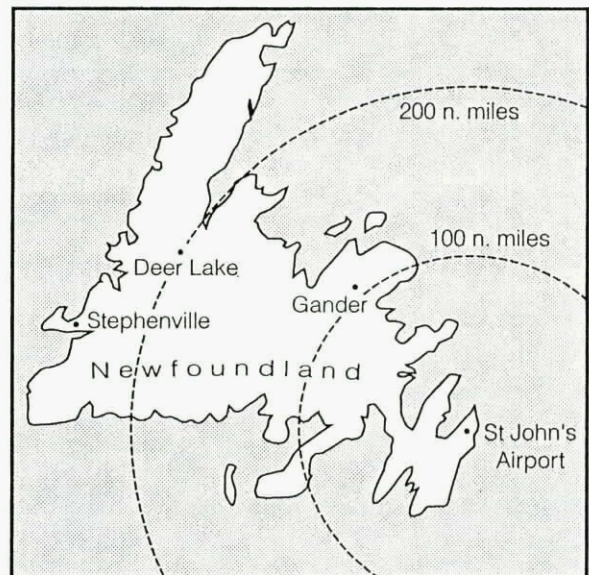 200 n. miles
100 n. miles
Deer Lake
Gander
Stephenville
Newfoundland
St John's
Airport